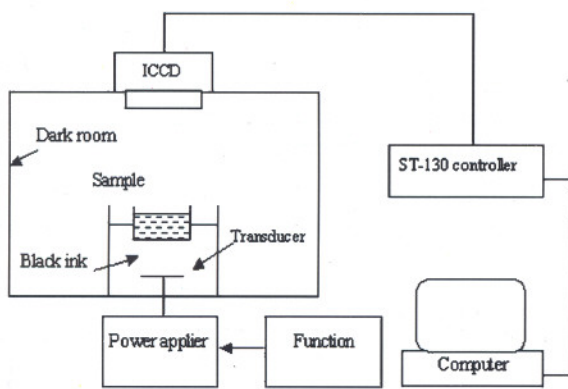 ICCD
Dark room
ST-130 controller
Sample
Transducer
Black ink
Power applier
Function
Computer